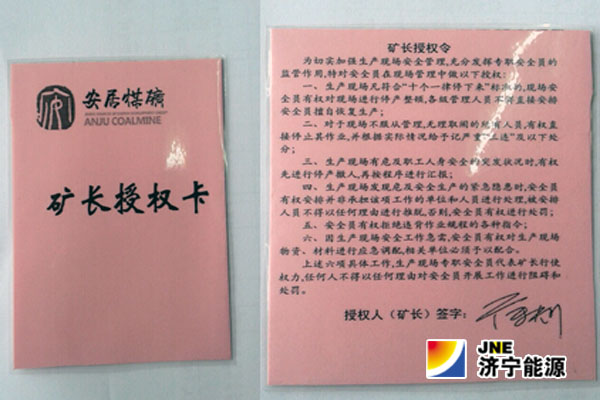 安居煤矿
ANJU COALMINE
矿长授权卡
矿长授权令
为切实加强生产现场安全管理,充分发挥专职安全员的
监管作用,特对安全员在现场管理中做以下授权:
一、生产现场凡符合“十个一律停下来”标准的,现场安
全员有权对现场进行停产整顿,各级管理人员不得直接安排
安全员擅自恢复生产;
二、对于现场不服从管理,无理取闹的现有人员,有权直
接停止其作业,并根据实际情况给予记严重“三违”及以下处
分;
三、生产现场有危及职工人身安全的突发状况时,有权
先进行停产撤人,再按程序进行汇报;
四、生产现场发现危及安全生产的紧急隐患时,安全员
有权安排并非承担该项工作的单位和人员进行处理,被安排
人员不得以任何理由进行推脱,否则,安全员有权进行处罚;
五、安全员有权拒绝违背作业规程的各种指令;
六、因生产现场安全工作急需,安全员有权对生产现场
物资、材料进行应急调配,相关单位必须予以配合。
上述六项具体工作,生产现场专职安全员代表矿长行使
权力,任何人不得以任何理由对安全员开展工作进行阻碍和
处罚。
授权人（矿长）签字:
JNE
济宁能源